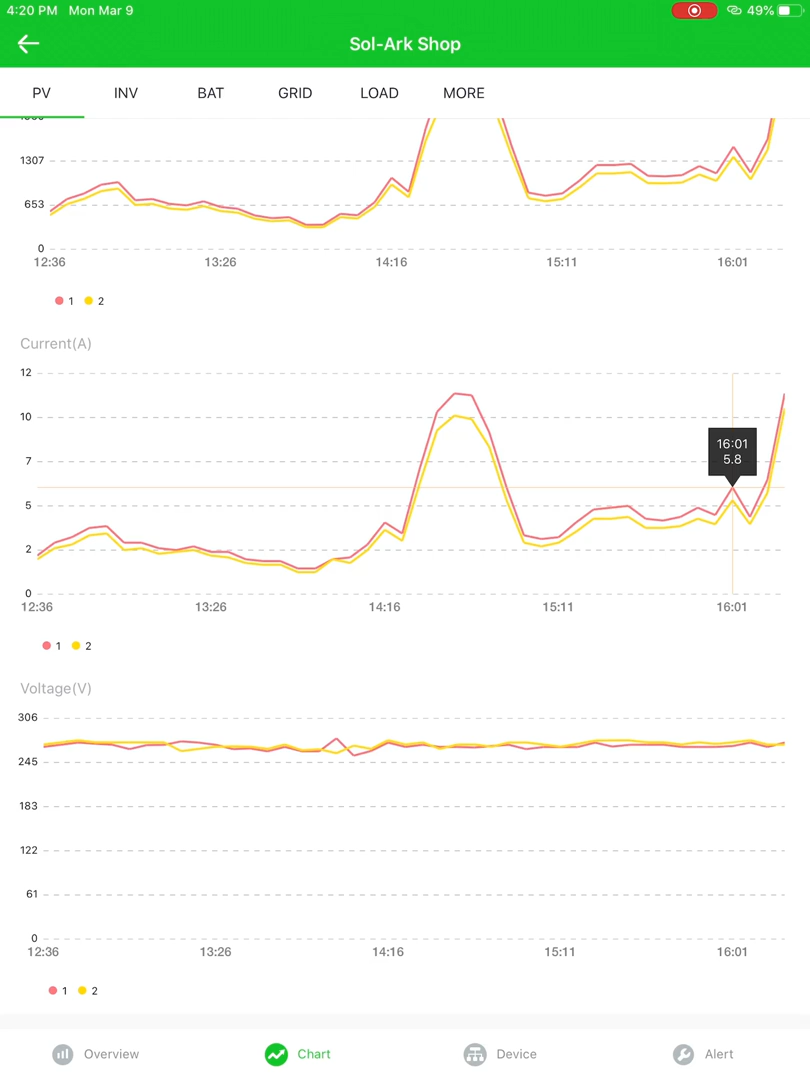 4:20 PM Mon Mar 9 49%
Sol-Ark Shop
PV INV BAT GRID LOAD MORE
1307
653
0
12:36 13:26 14:16 15:11 16:01
1 2
Current(A)
12
10
7
5
2
0
16:01
5.8
12:36 13:26 14:16 15:11 16:01
1 2
Voltage(V)
306
245
183
122
61
0
12:36 13:26 14:16 15:11 16:01
1 2
Overview Chart Device Alert